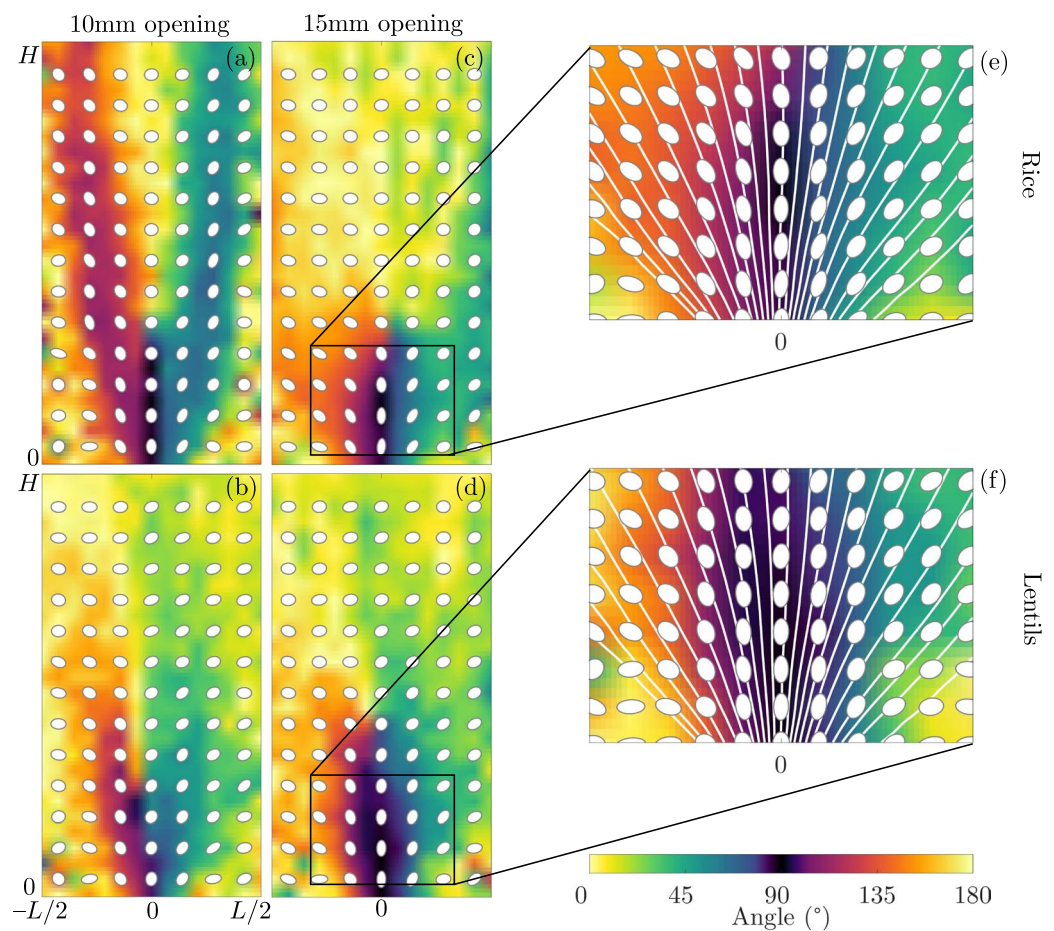 10mm opening 15mm opening
H (a) (c) (e)
Rice
0
0
H (b) (d) (f)
Lentils
0
0
−L/2 0 L/2 0
0 45 90 135 180
Angle (°)